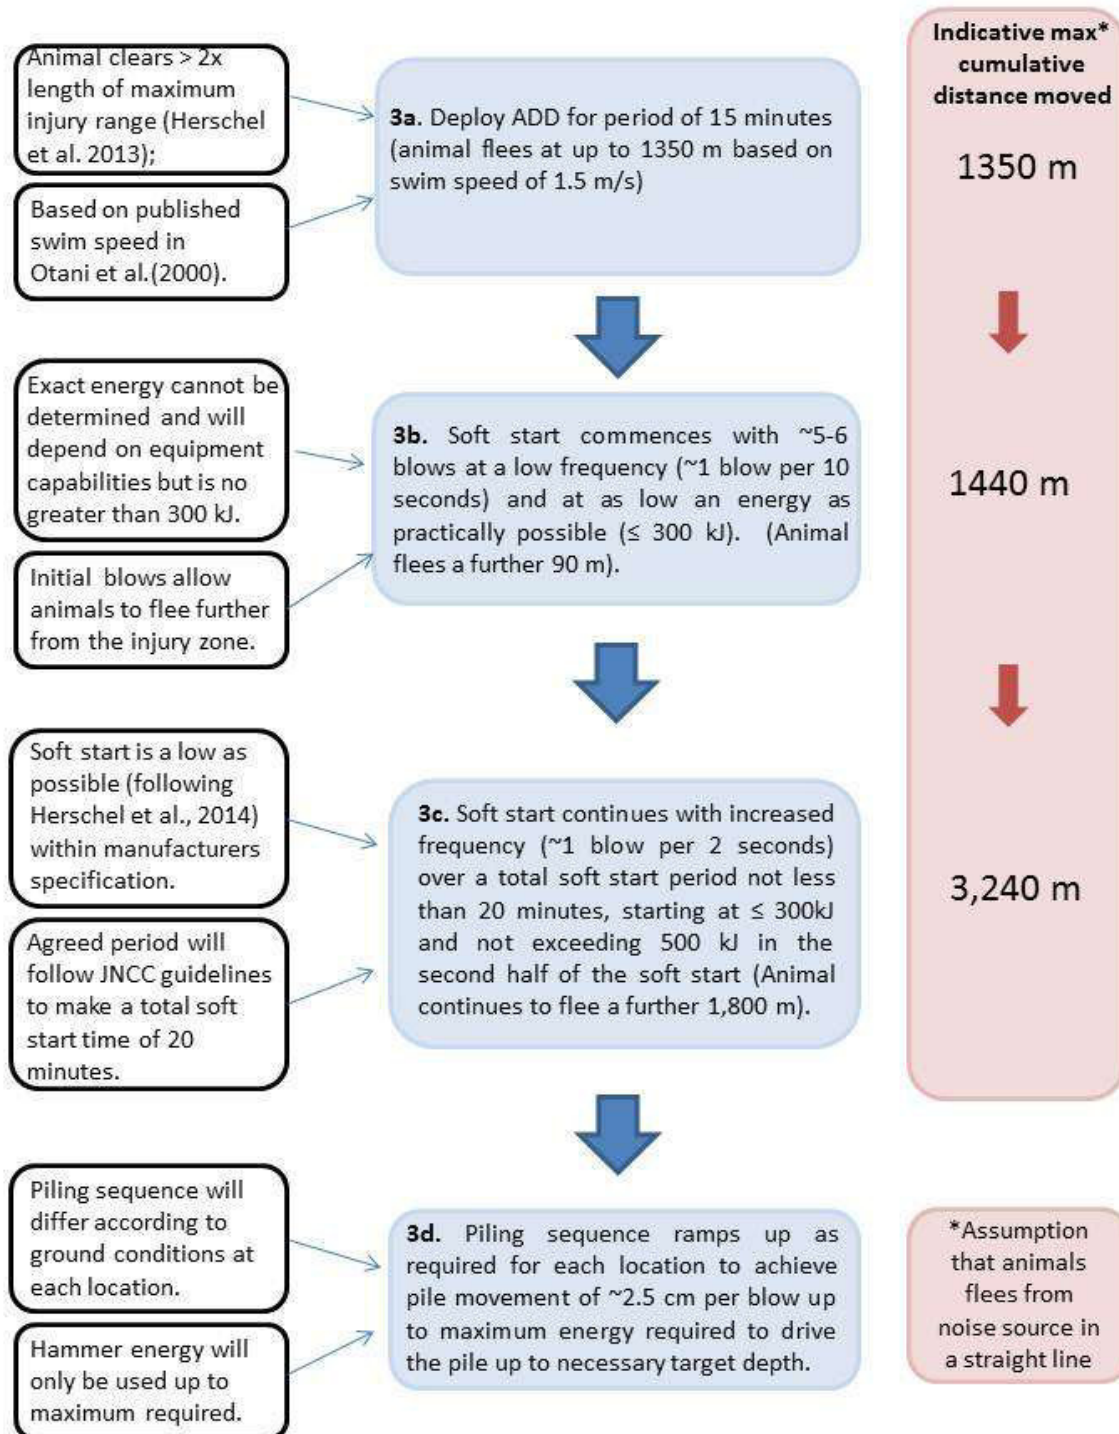 Animal clears > 2x
length of maximum
injury range (Herschel
et al. 2013);
Based on published
swim speed in
Otani et al.(2000).
3a. Deploy ADD for period of 15 minutes
(animal flees at up to 1350 m based on
swim speed of 1.5 m/s)
Indicative max*
cumulative
distance moved
1350 m
Exact energy cannot be
determined and will
depend on equipment
capabilities but is no
greater than 300 kJ.
Initial blows allow
animals to flee further
from the injury zone.
3b. Soft start commences with ~5-6
blows at a low frequency (~1 blow per 10
seconds) and at as low an energy as
practically possible (≤ 300 kJ). (Animal
flees a further 90 m).
1440 m
Soft start is a low as
possible (following
Herschel et al., 2014)
within manufacturers
specification.
Agreed period will
follow JNCC guidelines
to make a total soft
start time of 20
minutes.
3c. Soft start continues with increased
frequency (~1 blow per 2 seconds)
over a total soft start period not less
than 20 minutes, starting at ≤ 300kJ
and not exceeding 500 kJ in the
second half of the soft start (Animal
continues to flee a further 1,800 m).
3,240 m
Piling sequence will
differ according to
ground conditions at
each location.
Hammer energy will
only be used up to
maximum required.
3d. Piling sequence ramps up as
required for each location to achieve
pile movement of ~2.5 cm per blow up
to maximum energy required to drive
the pile up to necessary target depth.
*Assumption
that animals
flees from
noise source in
a straight line